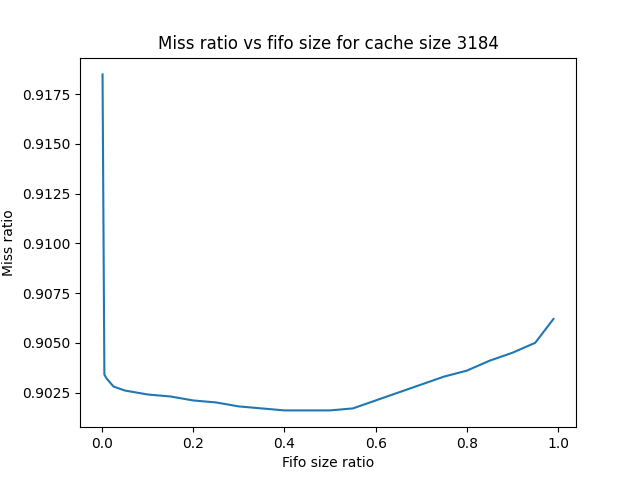 Miss ratio vs fifo size for cache size 3184
0.9175
0.9150
0.9125
0.9100
0.9075
0.9050
0.9025
Miss ratio
0.0 0.2 0.4 0.6 0.8 1.0
Fifo size ratio